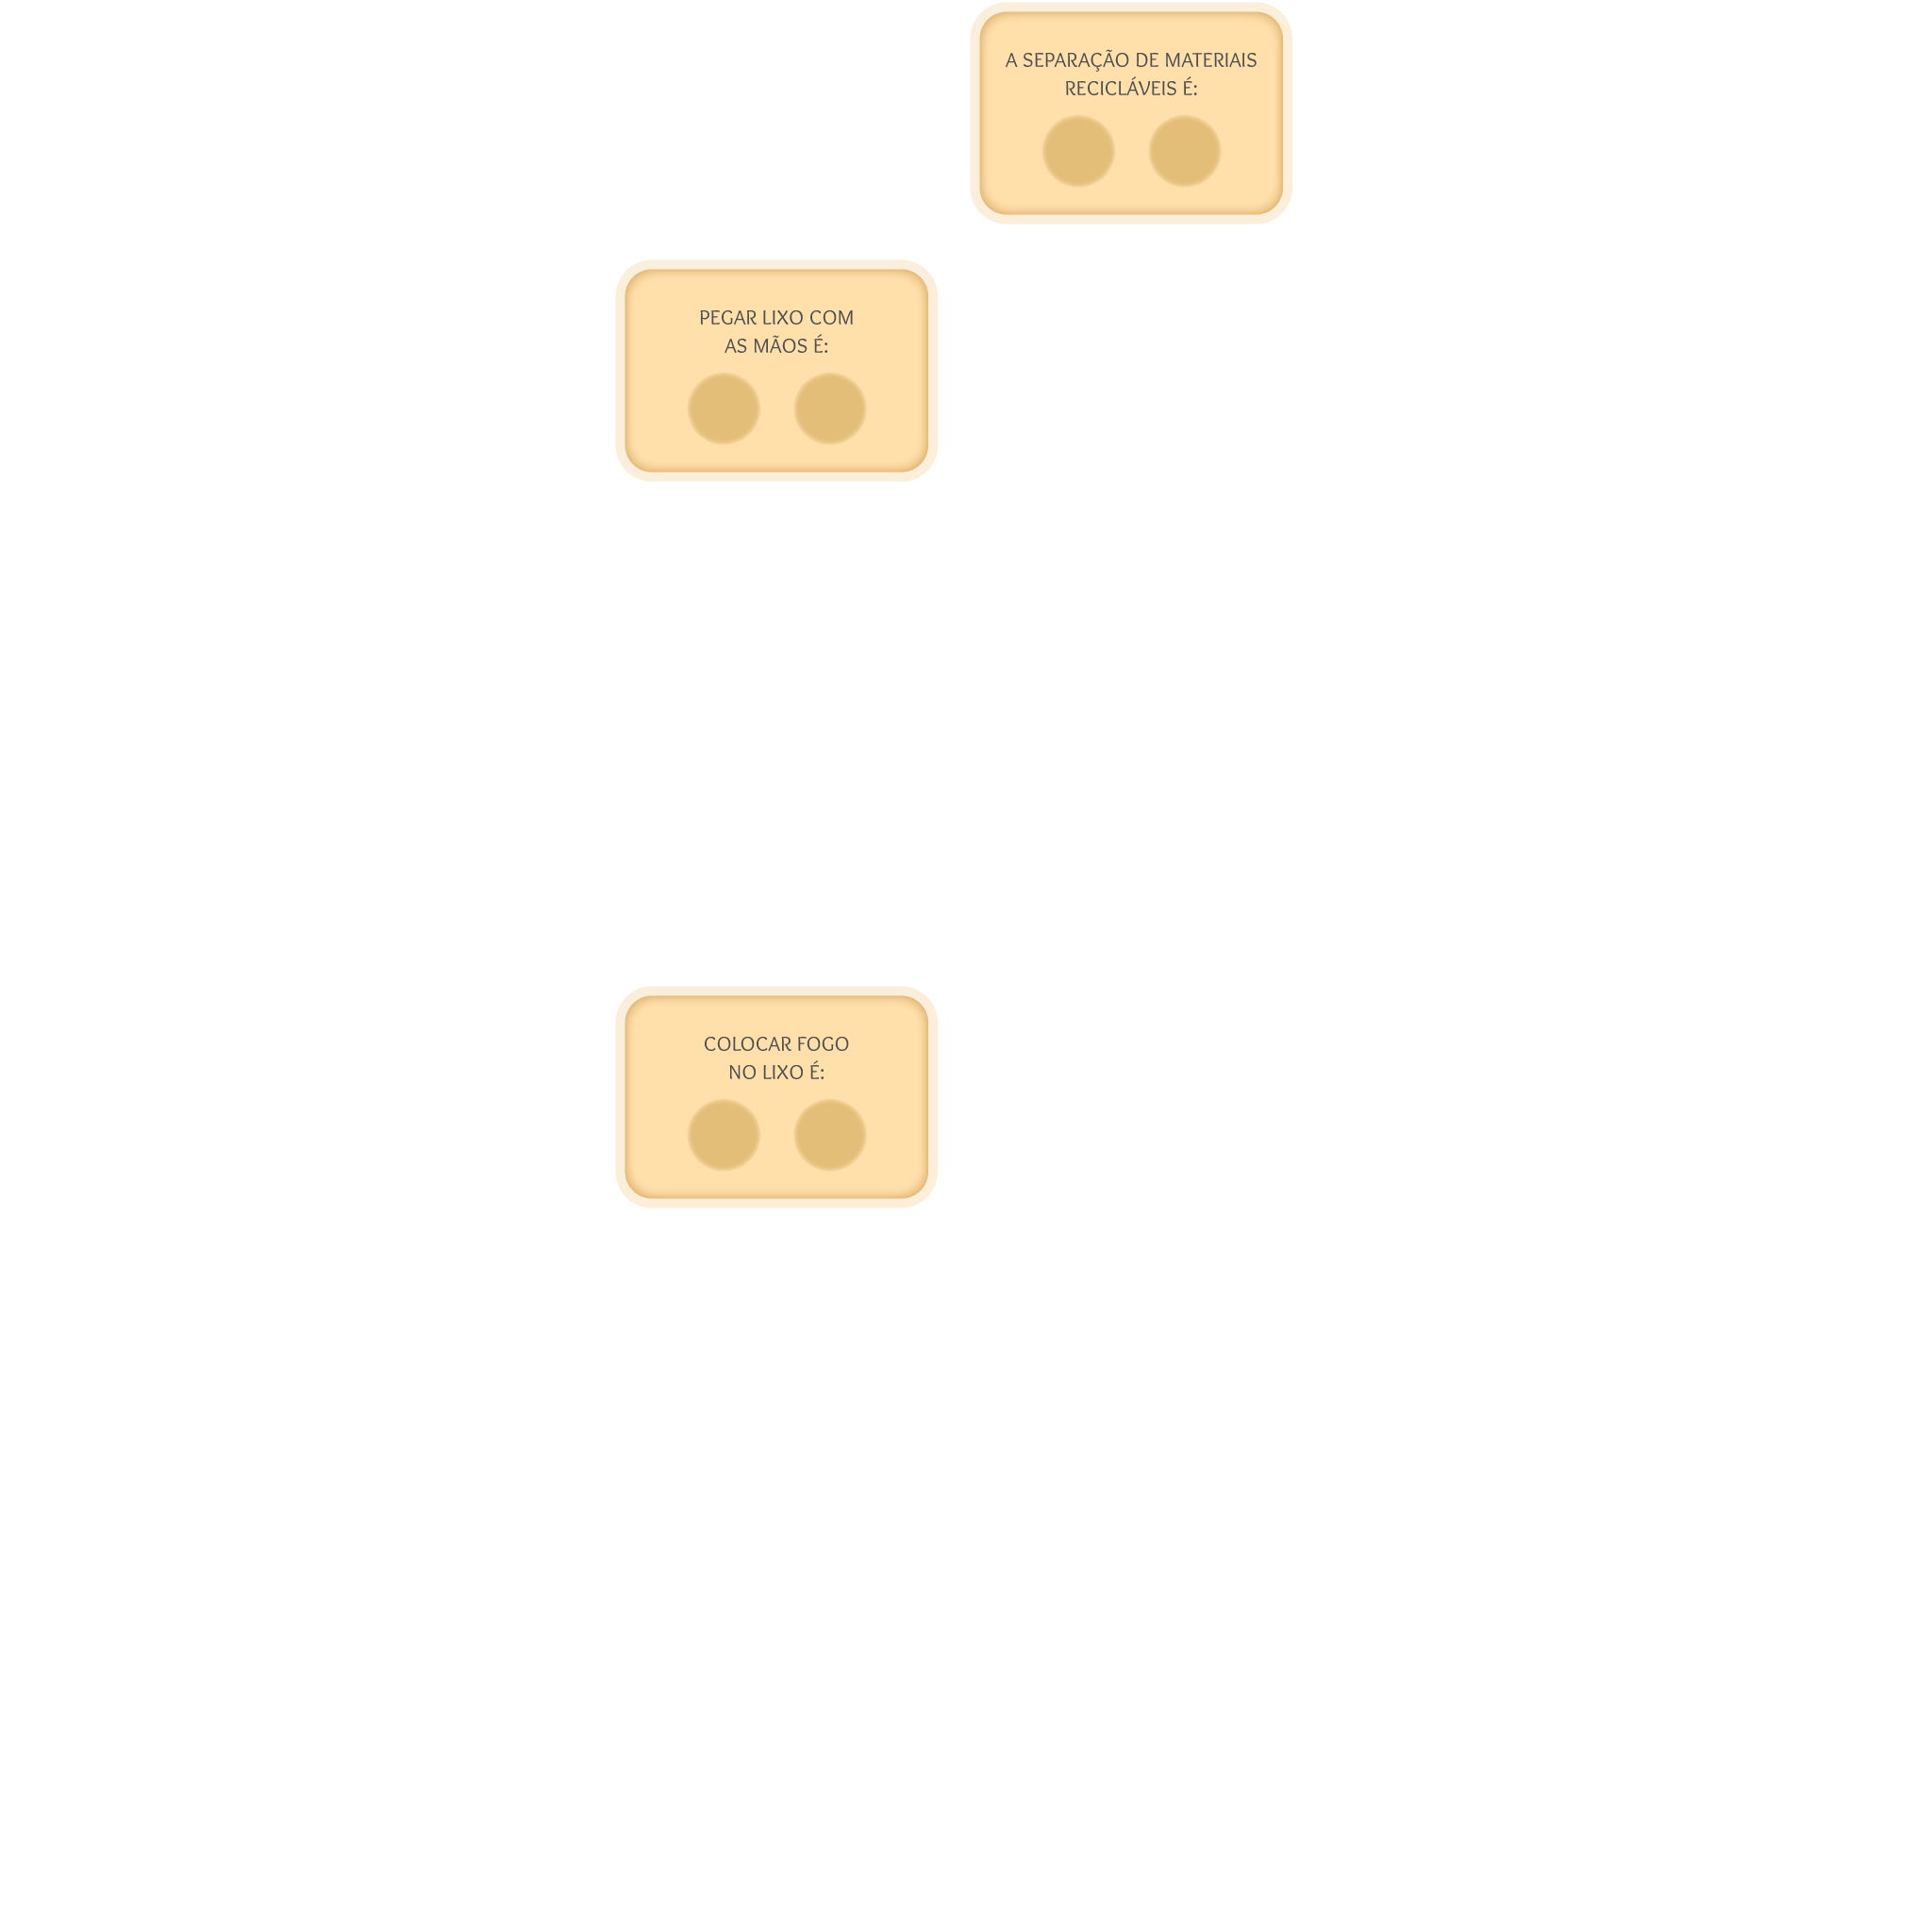 A SEPARAÇÃO DE MATERIAIS
RECICLÁVEIS É:
PEGAR LIXO COM
AS MÃOS É:
COLOCAR FOGO
NO LIXO É: